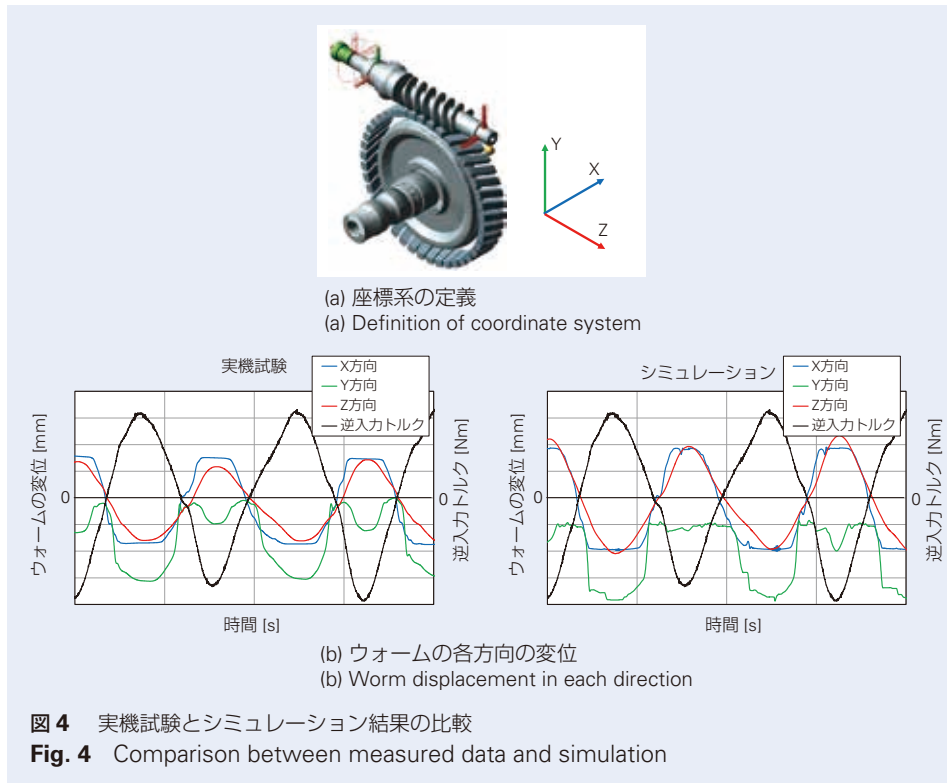 Y
X
Z
(a) 座標系の定義
(a) Definition of coordinate system
実機試験
X方向
Y方向
Z方向
逆入力トルク
ウォームの変位 [mm]
0
0
逆入力トルク [Nm]
時間 [s]
シミュレーション
X方向
Y方向
Z方向
逆入力トルク
ウォームの変位 [mm]
0
0
逆入力トルク [Nm]
時間 [s]
(b) ウォームの各方向の変位
(b) Worm displacement in each direction
図 4 実機試験とシミュレーション結果の比較
Fig. 4 Comparison between measured data and simulation